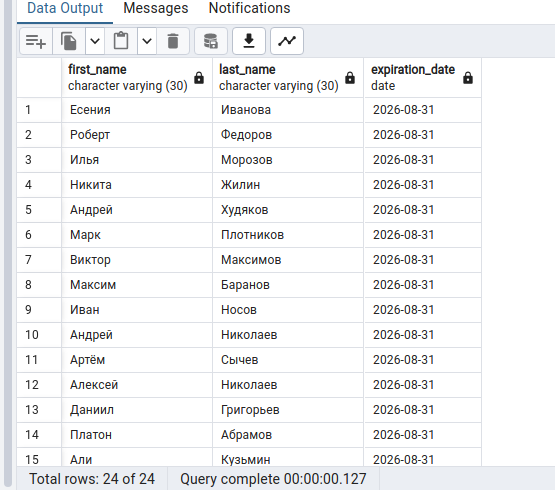 Data Output Messages Notifications
first_name last_name expiration_date
character varying (30) character varying (30) date
1 Есения Иванова 2026-08-31
2 Роберт Федоров 2026-08-31
3 Илья Морозов 2026-08-31
4 Никита Жилин 2026-08-31
5 Андрей Худяков 2026-08-31
6 Марк Плотников 2026-08-31
7 Виктор Максимов 2026-08-31
8 Максим Баранов 2026-08-31
9 Иван Носов 2026-08-31
10 Андрей Николаев 2026-08-31
11 Артём Сычев 2026-08-31
12 Алексей Николаев 2026-08-31
13 Даниил Григорьев 2026-08-31
14 Платон Абрамов 2026-08-31
15 Али Кузьмин 2026-08-31
Total rows: 24 of 24 Query complete 00:00:00.127